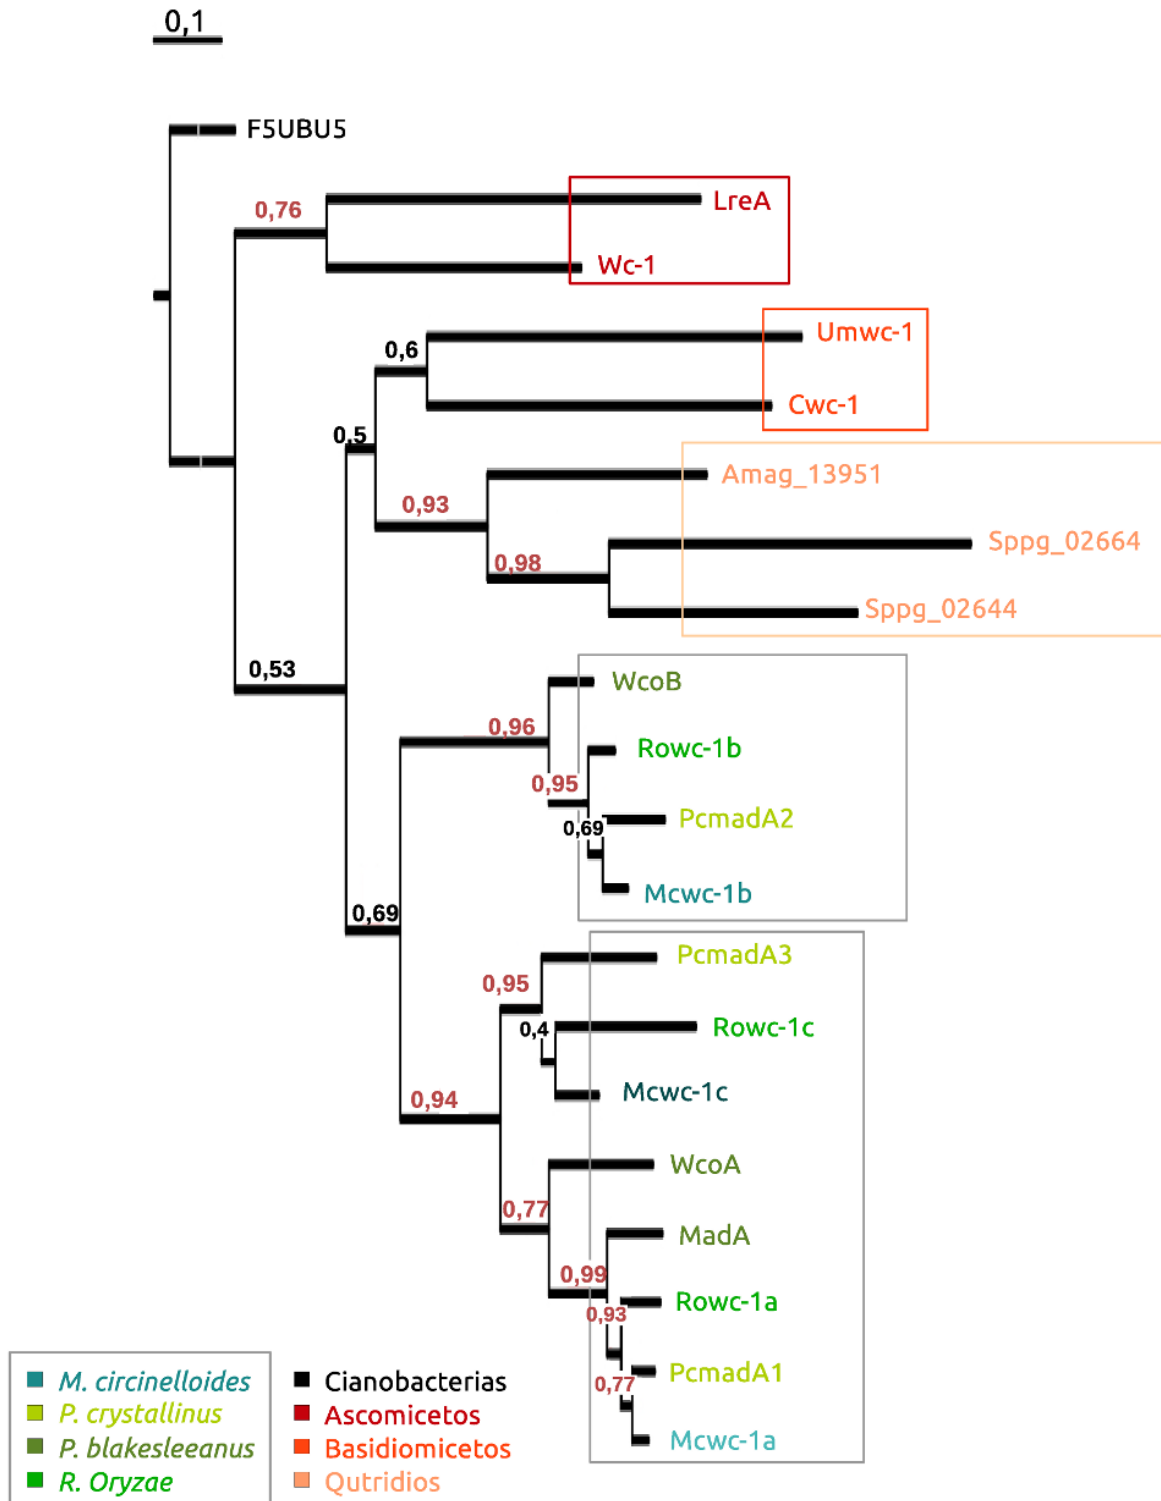 0,1
F5UBU5
0,76
LreA
Wc-1
Umwc-1
0,6
Cwc-1
0,5
Amag_13951
0,93
Sppg_02664
0,98
Sppg_02644
0,53
WcoB
0,96
Rowc-1b
0,95
PcmadA2
0,69
Mcwc-1b
0,69
PcmadA3
0,95
Rowc-1c
0,4
Mcwc-1c
0,94
WcoA
0,77
MadA
0,99
Rowc-1a
0,93
PcmadA1
0,77
Mcwc-1a
M. circinelloides
P. crystallinus
P. blakesleeanus
R. Oryzae
Cianobacterias
Ascomicetos
Basidiomicetos
Qutridios